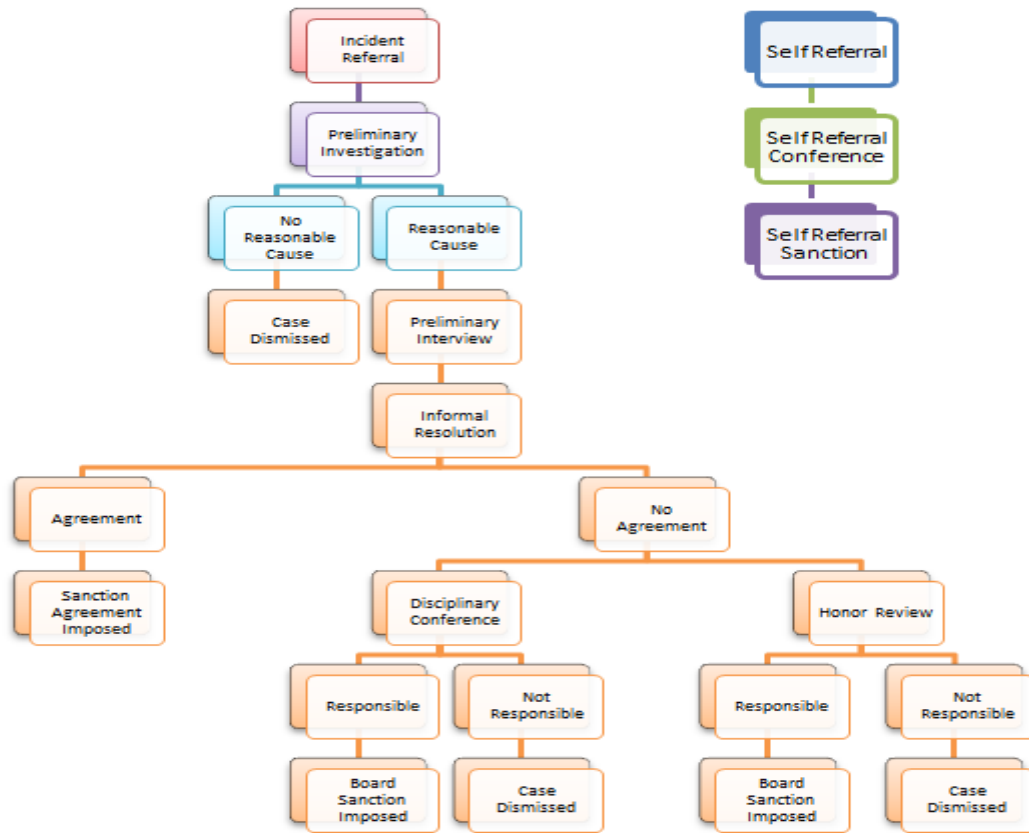 Incident
Referral
Self Referral
Preliminary
Investigation
Self Referral
Conference
No
Reasonable
Cause
Reasonable
Cause
Self Referral
Sanction
Case
Dismissed
Preliminary
Interview
Informal
Resolution
Agreement
No
Agreement
Sanction
Agreement
Imposed
Disciplinary
Conference
Honor Review
Responsible
Not
Responsible
Responsible
Not
Responsible
Board
Sanction
Imposed
Case
Dismissed
Board
Sanction
Imposed
Case
Dismissed